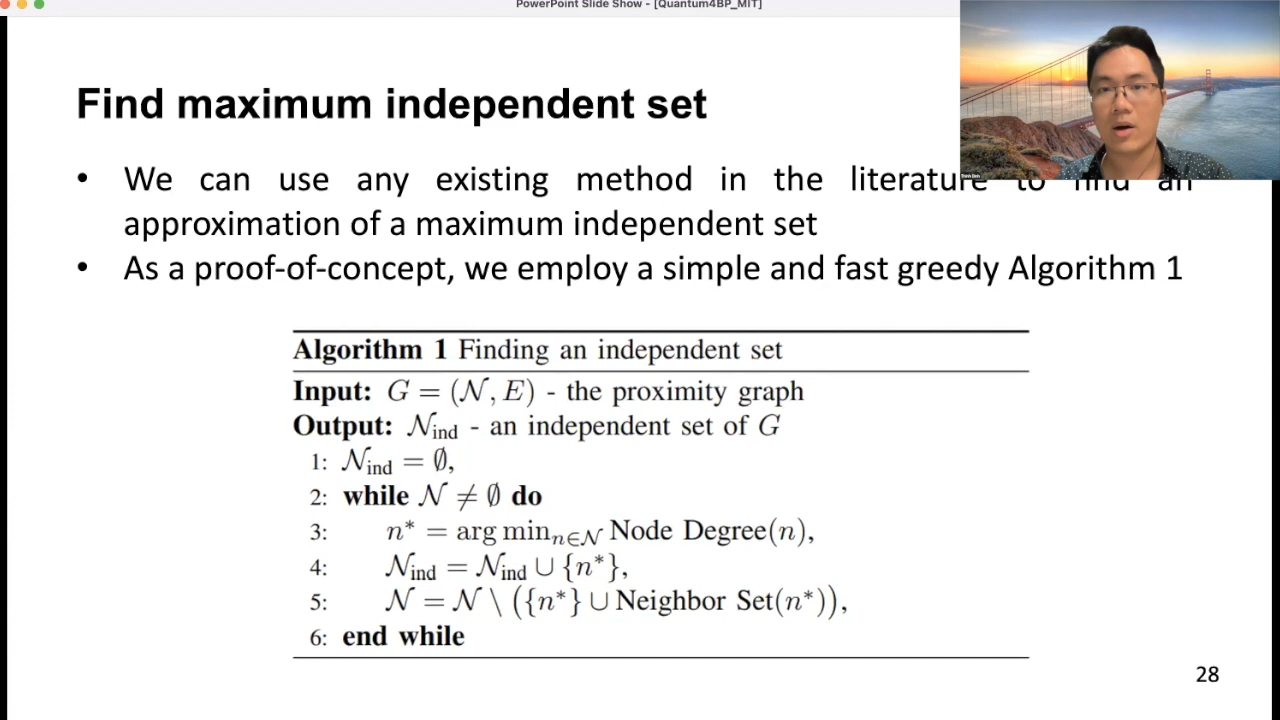 PowerPoint Slide Show - [Quantum4BP_MIT]
Find maximum independent set
• We can use any existing method in the literature to find an
approximation of a maximum independent set
• As a proof-of-concept, we employ a simple and fast greedy Algorithm 1
Algorithm 1 Finding an independent set
Input: G = (𝒩, E) - the proximity graph
Output: 𝒩ind - an independent set of G
1: 𝒩ind = ∅,
2: while 𝒩 ≠ ∅ do
3: n* = arg minn∈𝒩 Node Degree(n),
4: 𝒩ind = 𝒩ind ∪ {n*},
5: 𝒩 = 𝒩 \ ({n*} ∪ Neighbor Set(n*)),
6: end while
28